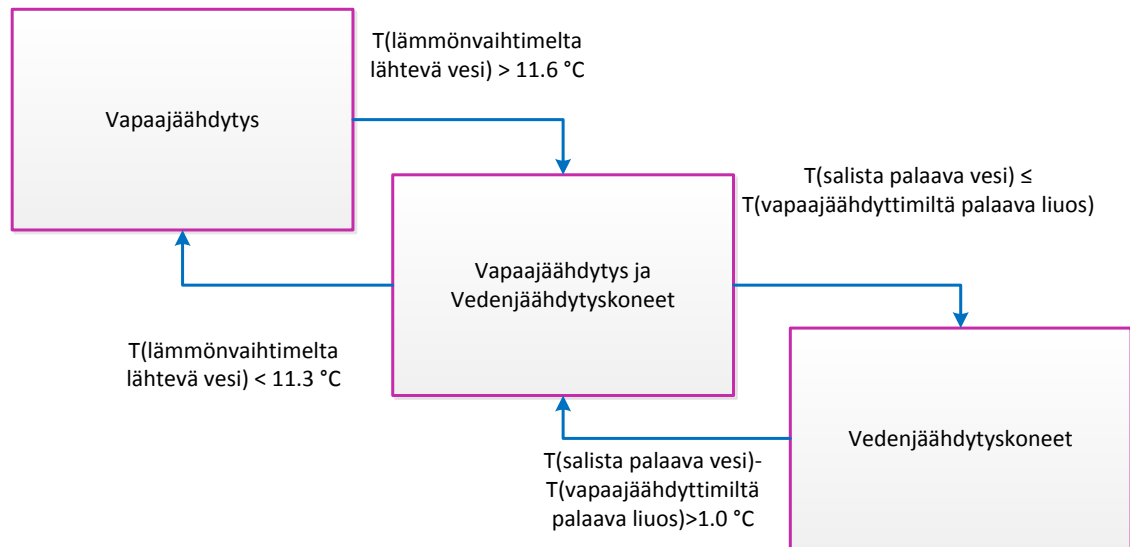 T(lämmönvaihtimelta
lähtevä vesi) > 11.6 °C
Vapaajäähdytys
T(salista palaava vesi) ≤
T(vapaajäähdyttimiltä palaava liuos)
Vapaajäähdytys ja
Vedenjäähdytyskoneet
T(lämmönvaihtimelta
lähtevä vesi) < 11.3 °C
Vedenjäähdytyskoneet
T(salista palaava vesi)-
T(vapaajäähdyttimiltä
palaava liuos)>1.0 °C